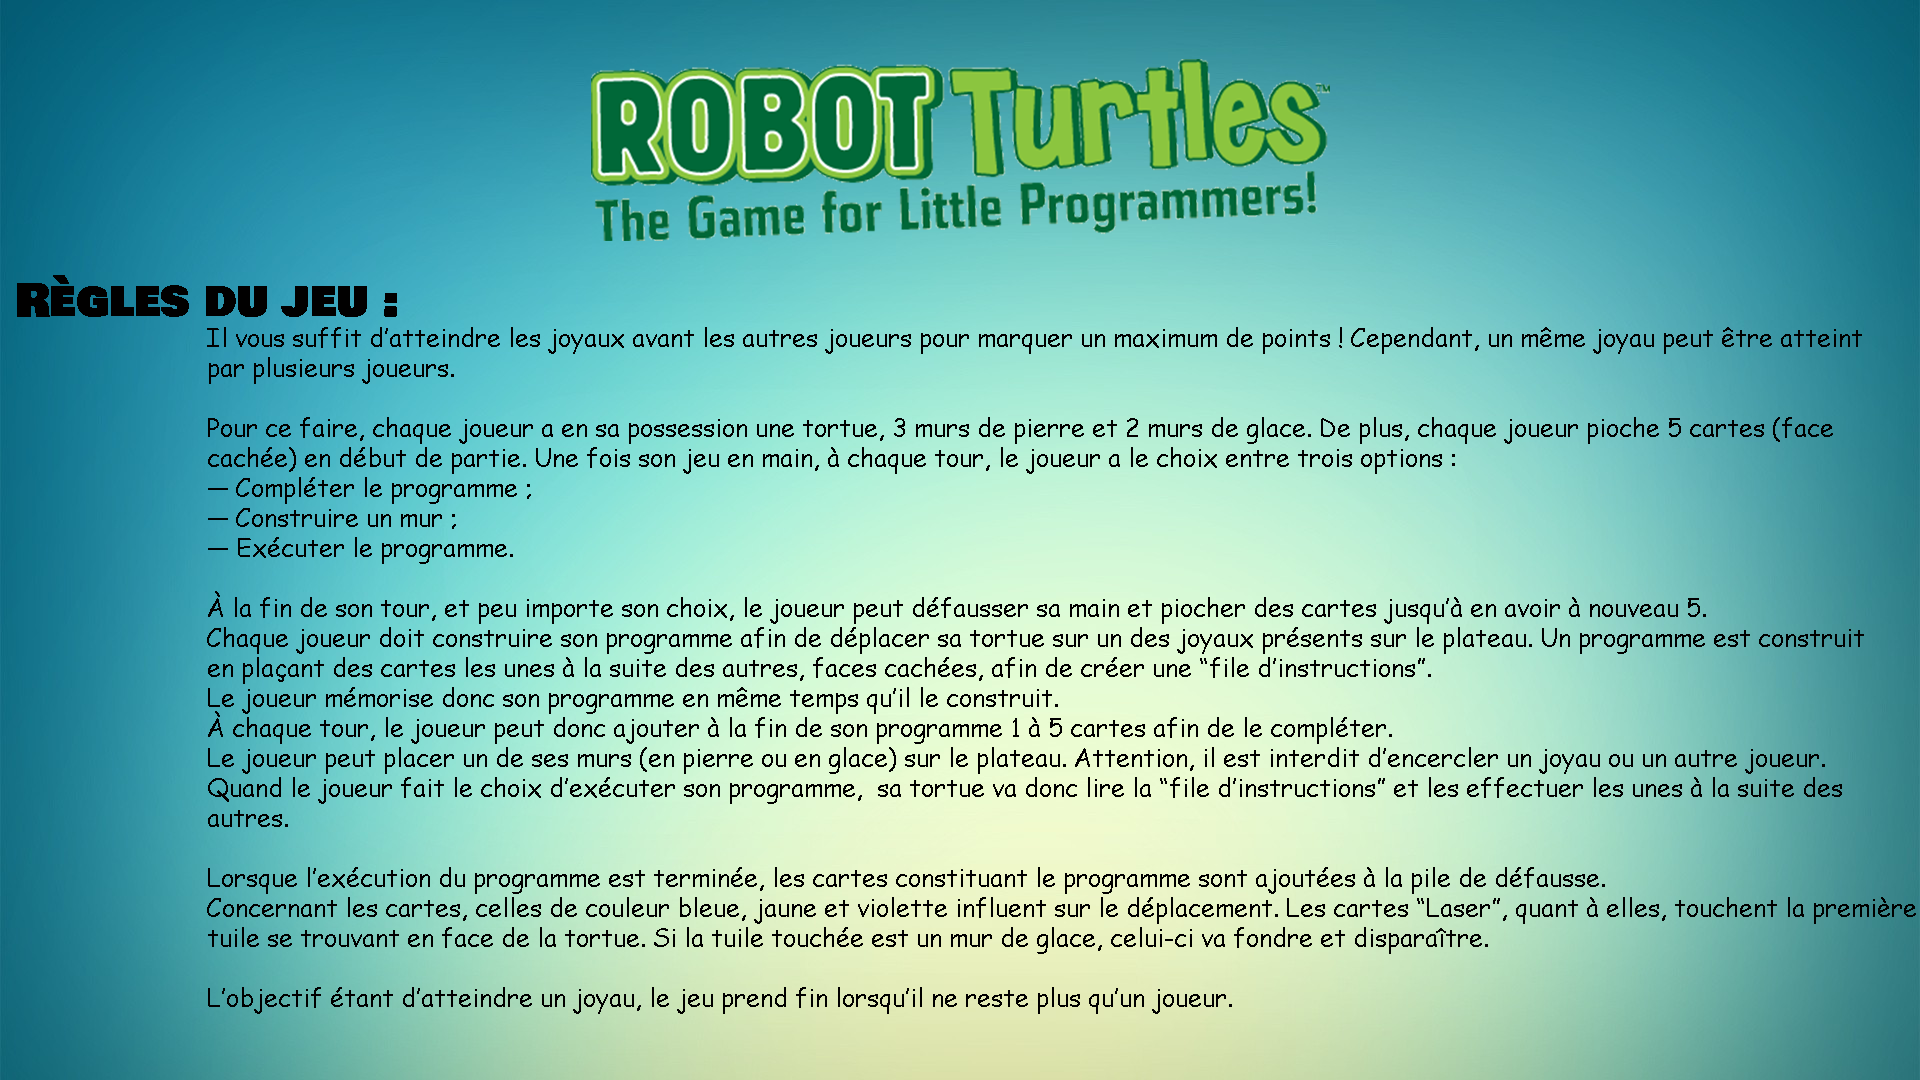 ROBOT Turtles™
The Game for Little Programmers!
Règles du jeu :
Il vous suffit d’atteindre les joyaux avant les autres joueurs pour marquer un maximum de points ! Cependant, un même joyau peut être atteint
par plusieurs joueurs.
Pour ce faire, chaque joueur a en sa possession une tortue, 3 murs de pierre et 2 murs de glace. De plus, chaque joueur pioche 5 cartes (face
cachée) en début de partie. Une fois son jeu en main, à chaque tour, le joueur a le choix entre trois options :
— Compléter le programme ;
— Construire un mur ;
— Exécuter le programme.
À la fin de son tour, et peu importe son choix, le joueur peut défausser sa main et piocher des cartes jusqu’à en avoir à nouveau 5.
Chaque joueur doit construire son programme afin de déplacer sa tortue sur un des joyaux présents sur le plateau. Un programme est construit
en plaçant des cartes les unes à la suite des autres, faces cachées, afin de créer une “file d’instructions”.
Le joueur mémorise donc son programme en même temps qu’il le construit.
À chaque tour, le joueur peut donc ajouter à la fin de son programme 1 à 5 cartes afin de le compléter.
Le joueur peut placer un de ses murs (en pierre ou en glace) sur le plateau. Attention, il est interdit d’encercler un joyau ou un autre joueur.
Quand le joueur fait le choix d’exécuter son programme,  sa tortue va donc lire la “file d’instructions” et les effectuer les unes à la suite des
autres.
Lorsque l’exécution du programme est terminée, les cartes constituant le programme sont ajoutées à la pile de défausse.
Concernant les cartes, celles de couleur bleue, jaune et violette influent sur le déplacement. Les cartes “Laser”, quant à elles, touchent la première
tuile se trouvant en face de la tortue. Si la tuile touchée est un mur de glace, celui-ci va fondre et disparaître.
L’objectif étant d’atteindre un joyau, le jeu prend fin lorsqu’il ne reste plus qu’un joueur.